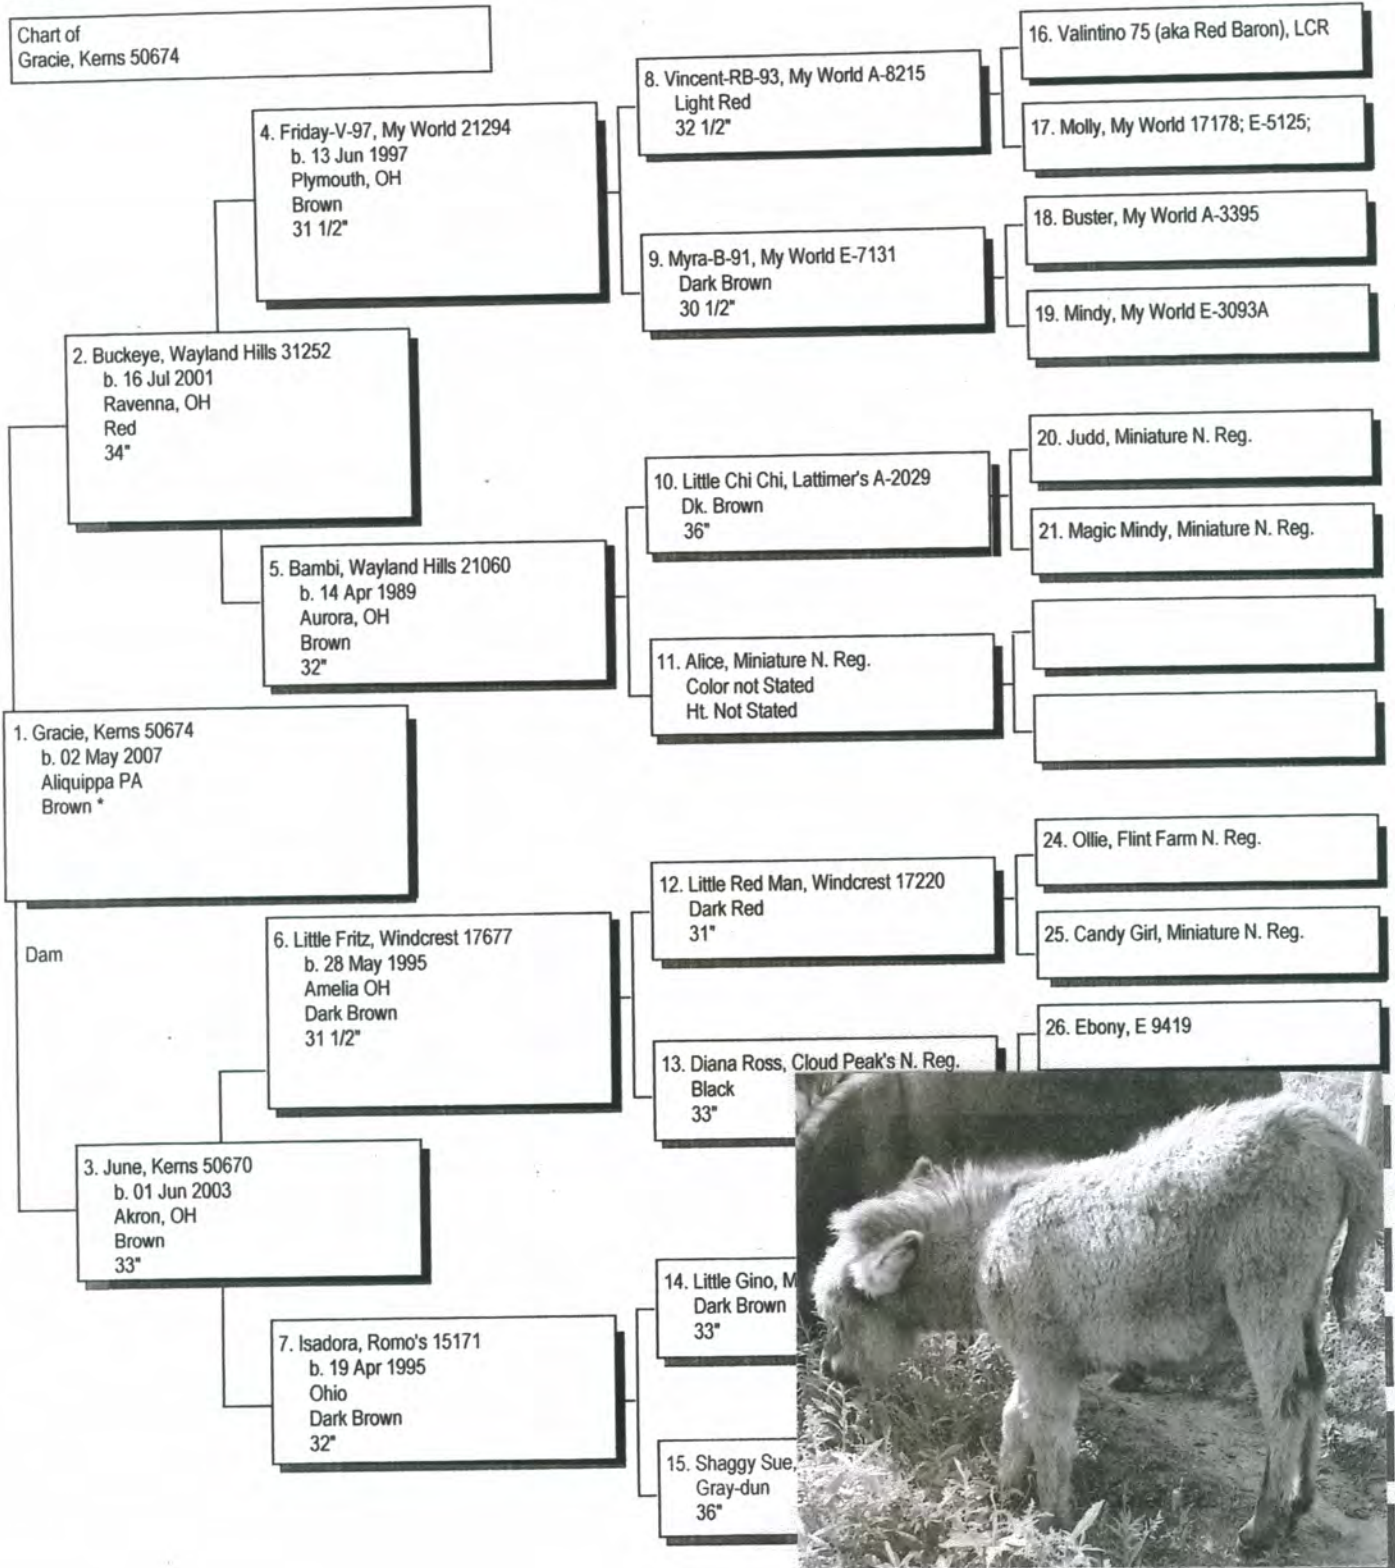 Chart of
Gracie, Kerns 50674
1. Gracie, Kerns 50674
b. 02 May 2007
Aliquippa PA
Brown *
Dam
2. Buckeye, Wayland Hills 31252
b. 16 Jul 2001
Ravenna, OH
Red
34"
3. June, Kerns 50670
b. 01 Jun 2003
Akron, OH
Brown
33"
4. Friday-V-97, My World 21294
b. 13 Jun 1997
Plymouth, OH
Brown
31 1/2"
5. Bambi, Wayland Hills 21060
b. 14 Apr 1989
Aurora, OH
Brown
32"
6. Little Fritz, Windcrest 17677
b. 28 May 1995
Amelia OH
Dark Brown
31 1/2"
7. Isadora, Romo's 15171
b. 19 Apr 1995
Ohio
Dark Brown
32"
8. Vincent-RB-93, My World A-8215
Light Red
32 1/2"
9. Myra-B-91, My World E-7131
Dark Brown
30 1/2"
10. Little Chi Chi, Lattimer's A-2029
Dk. Brown
36"
11. Alice, Miniature N. Reg.
Color not Stated
Ht. Not Stated
12. Little Red Man, Windcrest 17220
Dark Red
31"
13. Diana Ross, Cloud Peak's N. Reg.
Black
33"
14. Little Gino, M
Dark Brown
33"
15. Shaggy Sue,
Gray-dun
36"
16. Valintino 75 (aka Red Baron), LCR
17. Molly, My World 17178; E-5125;
18. Buster, My World A-3395
19. Mindy, My World E-3093A
20. Judd, Miniature N. Reg.
21. Magic Mindy, Miniature N. Reg.
24. Ollie, Flint Farm N. Reg.
25. Candy Girl, Miniature N. Reg.
26. Ebony, E 9419